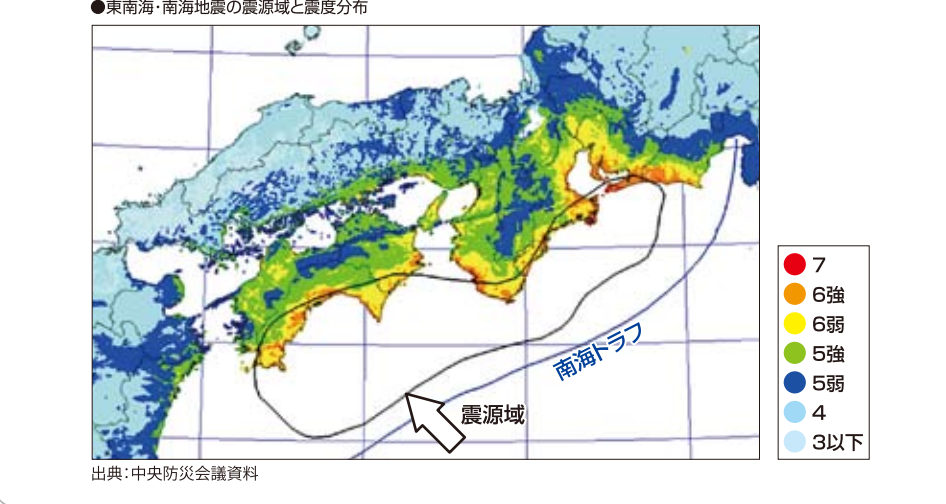 ●東南海・南海地震の震源域と震度分布
南海トラフ
震源域
7
6強
6弱
5強
5弱
4
3以下
出典：中央防災会議資料